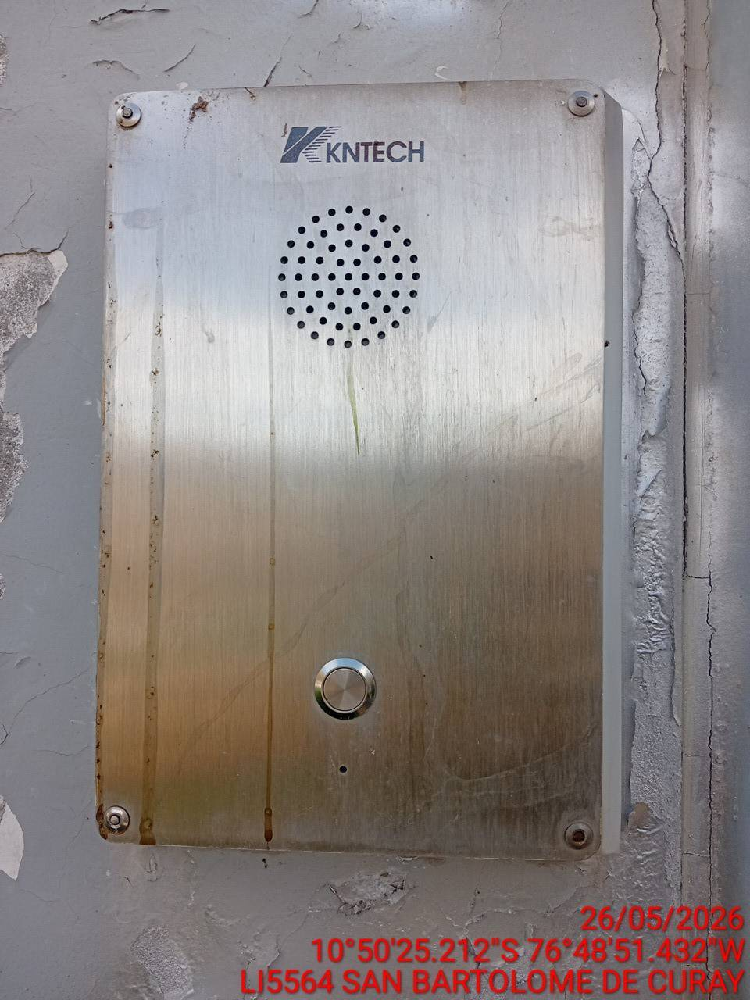 KNTECH
26/05/2026
10°50'25.212"S 76°48'51.432"W
LI5564 SAN BARTOLOME DE CURAY